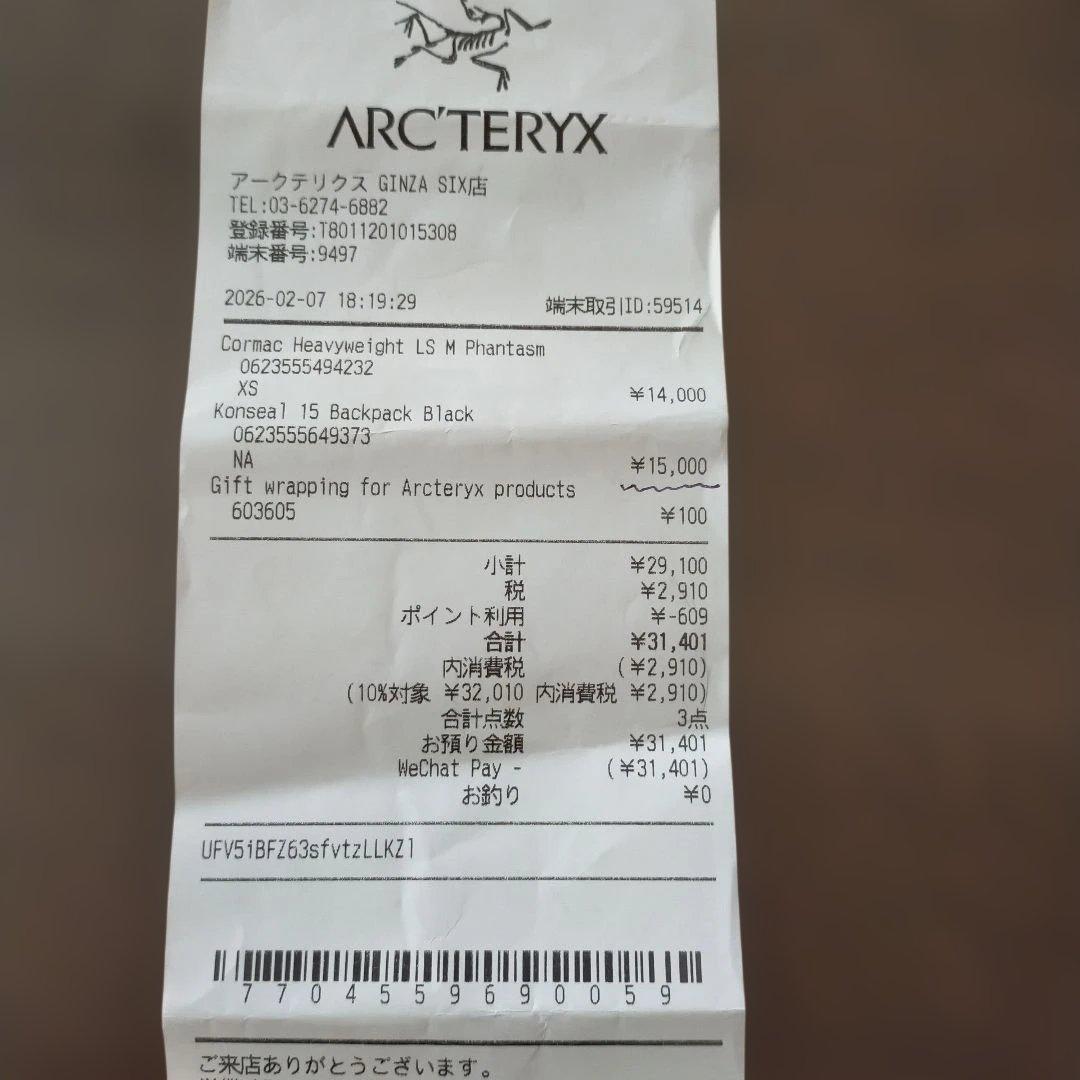 ARC'TERYX
アークテリクス GINZA SIX店
TEL:03-6274-6882
登録番号:T8011201015308
端末番号:9497
2026-02-07 18:19:29 端末取引ID:59514
Cormac Heavyweight LS M Phantasm
0623555494232
XS ¥14,000
Konseal 15 Backpack Black
0623555649373
NA ¥15,000
Gift wrapping for Arcteryx products
603605 ¥100
小計 ¥29,100
税 ¥2,910
ポイント利用 ¥-609
合計 ¥31,401
内消費税 (¥2,910)
(10%対象 ¥32,010 内消費税 ¥2,910)
合計点数 3点
お預り金額 ¥31,401
WeChat Pay - (¥31,401)
お釣り ¥0
UFV5iBFZ63sfvtzLLKZ1
7704559690059
ご来店ありがとうございます。